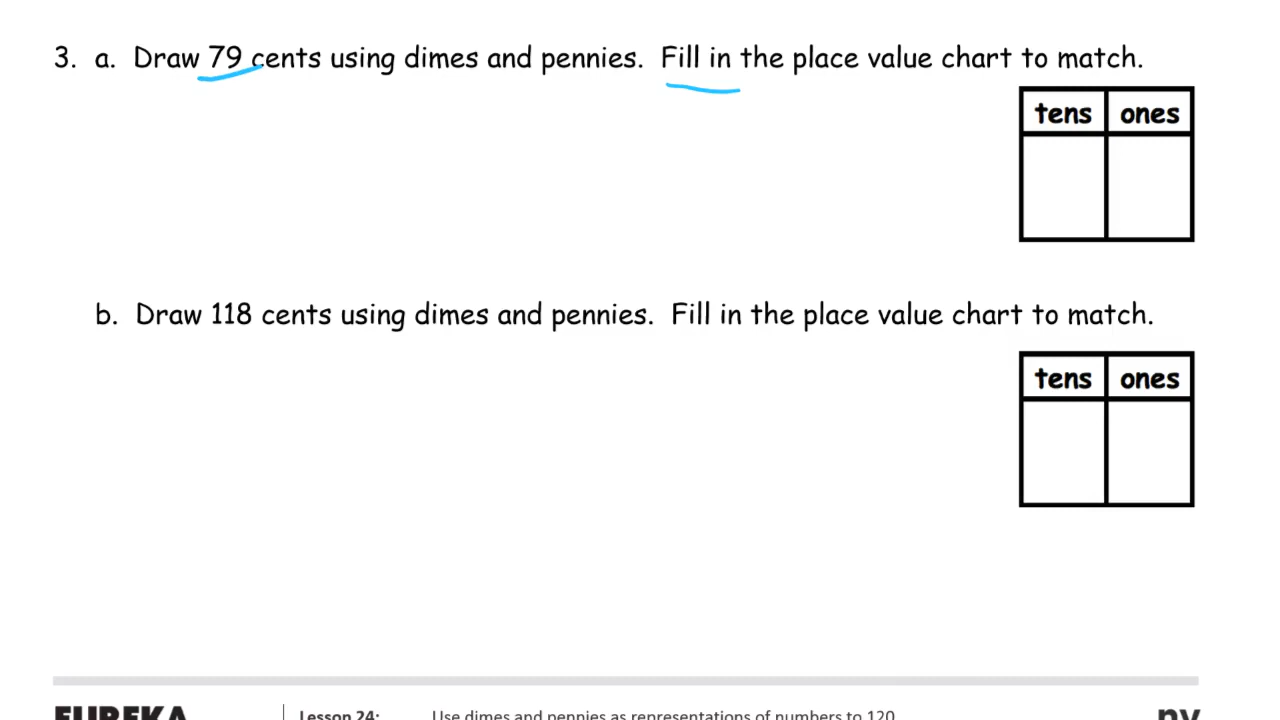 3. a. Draw 79 cents using dimes and pennies. Fill in the place value chart to match.
tens ones
b. Draw 118 cents using dimes and pennies. Fill in the place value chart to match.
tens ones
EUREKA Lesson 24: Use dimes and pennies as representations of numbers to 120 ny